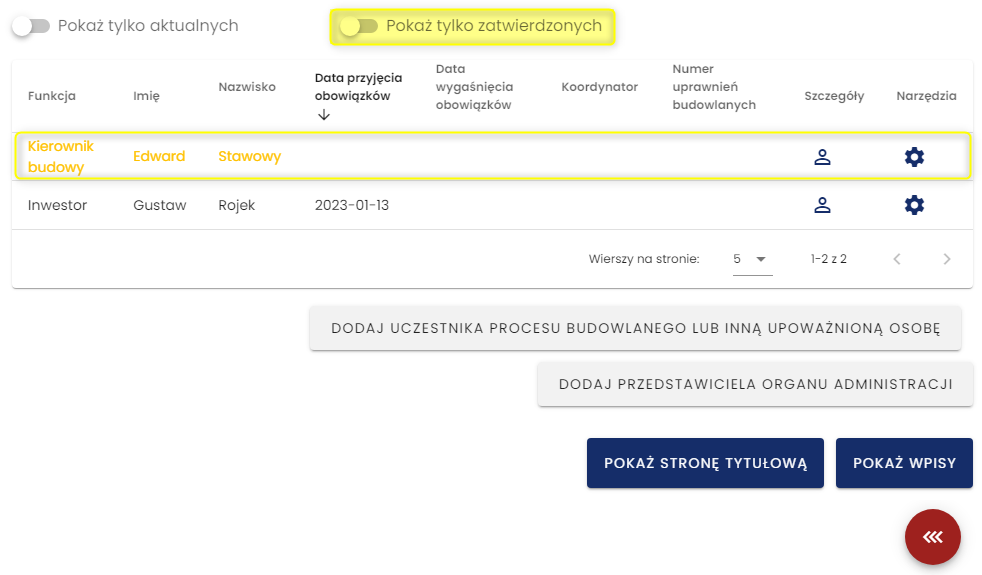 Pokaż tylko aktualnych
Pokaż tylko zatwierdzonych
Funkcja
Imię
Nazwisko
Data przyjęcia
obowiązków
Data
wygaśnięcia
obowiązków
Koordynator
Numer
uprawnień
budowlanych
Szczegóły
Narzędzia
Kierownik
budowy
Edward
Stawowy
Inwestor
Gustaw
Rojek
2023-01-13
Wierszy na stronie:
5
1-2 z 2
DODAJ UCZESTNIKA PROCESU BUDOWLANEGO LUB INNĄ UPOWAŻNIONĄ OSOBĘ
DODAJ PRZEDSTAWICIELA ORGANU ADMINISTRACJI
POKAŻ STRONĘ TYTUŁOWĄ
POKAŻ WPISY